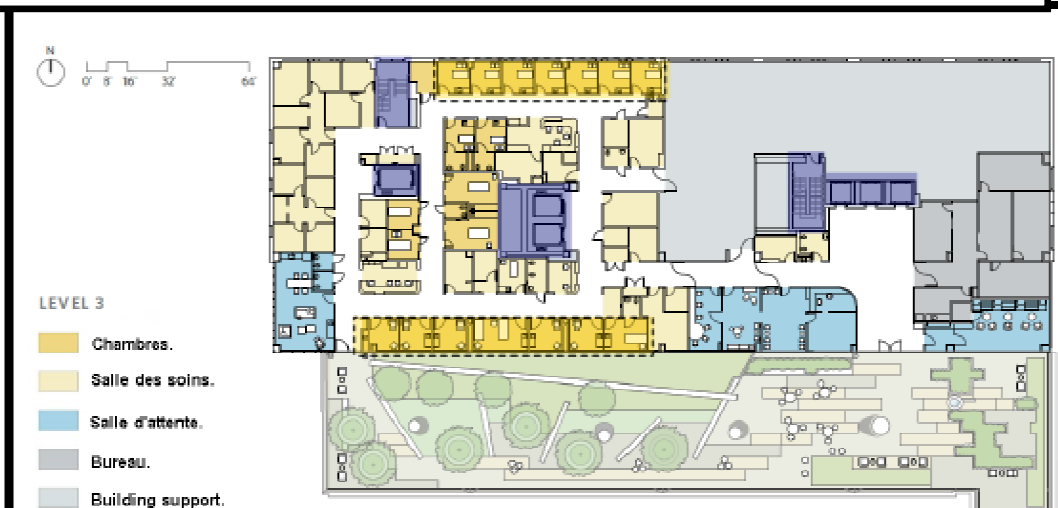 N
0' 8' 16' 32' 64'
LEVEL 3
Chambres.
Salle des soins.
Salle d'attente.
Bureau.
Building support.